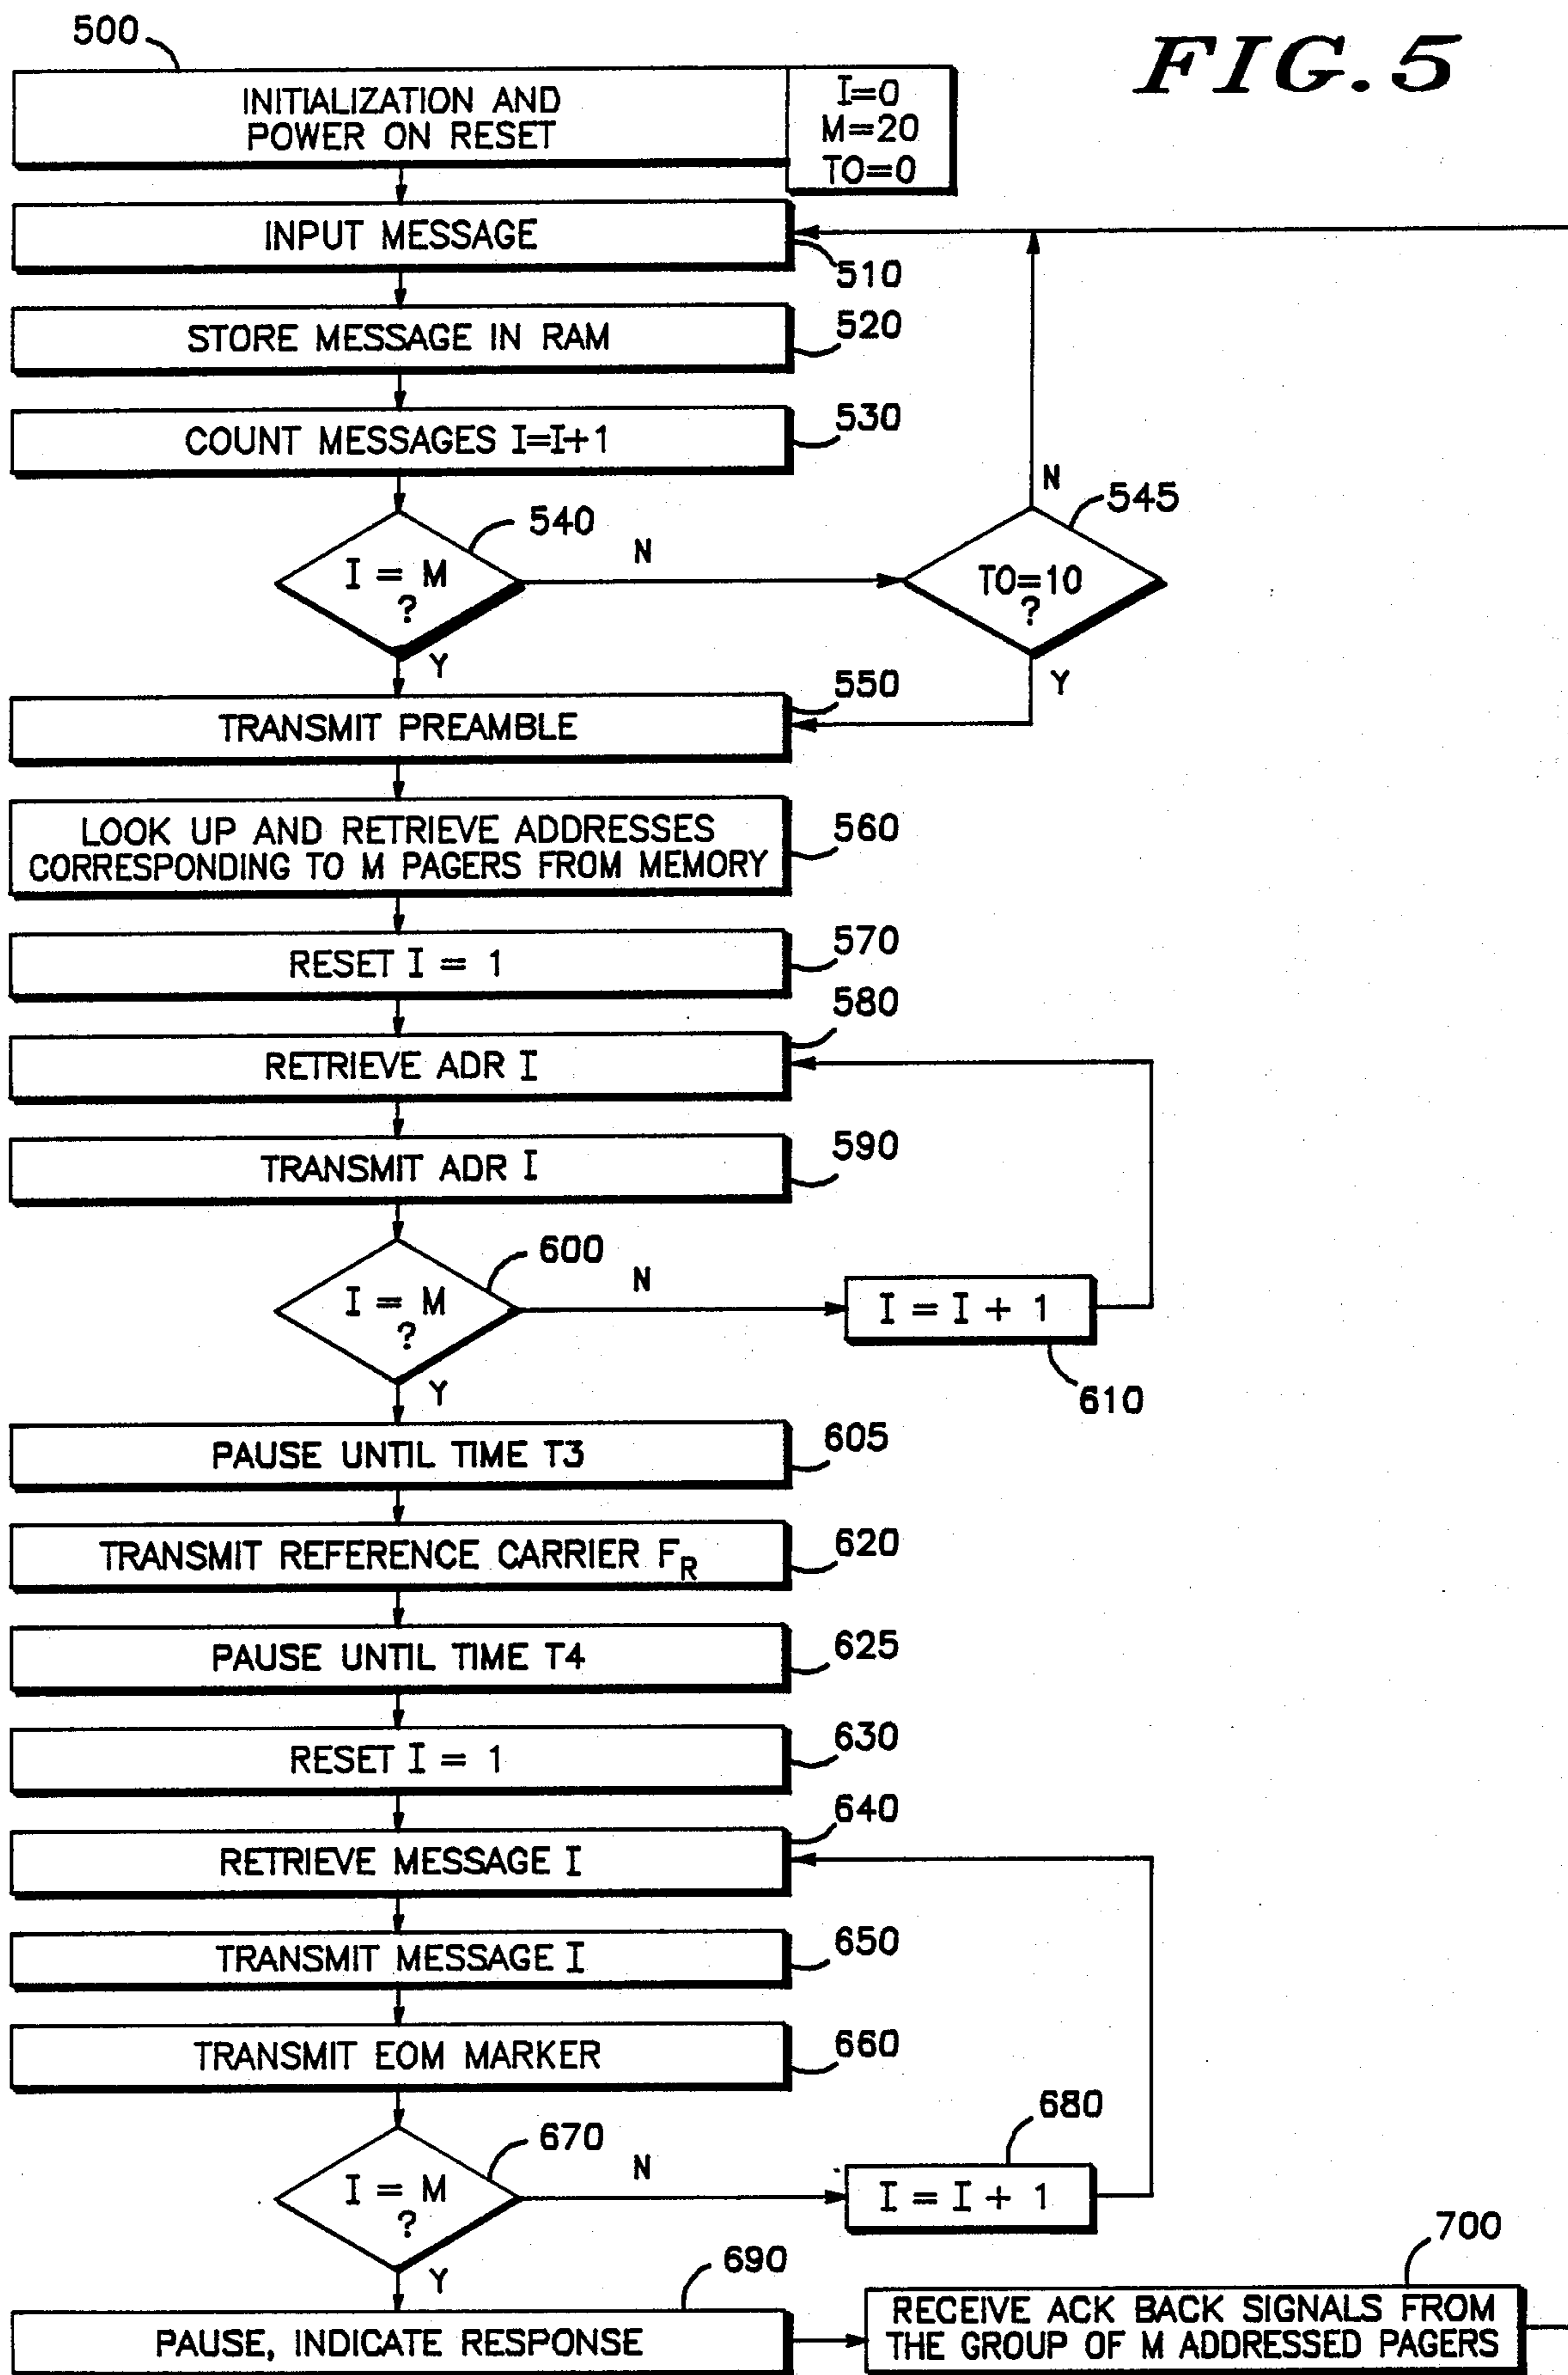 FIG.5
500
INITIALIZATION AND
POWER ON RESET
I=0
M=20
TO=0
INPUT MESSAGE
510
STORE MESSAGE IN RAM
520
COUNT MESSAGES I=I+1
530
I = M
?
540
N
Y
TO=10
?
545
N
Y
TRANSMIT PREAMBLE
550
LOOK UP AND RETRIEVE ADDRESSES
CORRESPONDING TO M PAGERS FROM MEMORY
560
RESET I = 1
570
RETRIEVE ADR I
580
TRANSMIT ADR I
590
I = M
?
600
N
Y
I = I + 1
610
PAUSE UNTIL TIME T3
605
TRANSMIT REFERENCE CARRIER FR
620
PAUSE UNTIL TIME T4
625
RESET I = 1
630
RETRIEVE MESSAGE I
640
TRANSMIT MESSAGE I
650
TRANSMIT EOM MARKER
660
I = M
?
670
N
Y
I = I + 1
680
PAUSE, INDICATE RESPONSE
690
RECEIVE ACK BACK SIGNALS FROM
THE GROUP OF M ADDRESSED PAGERS
700